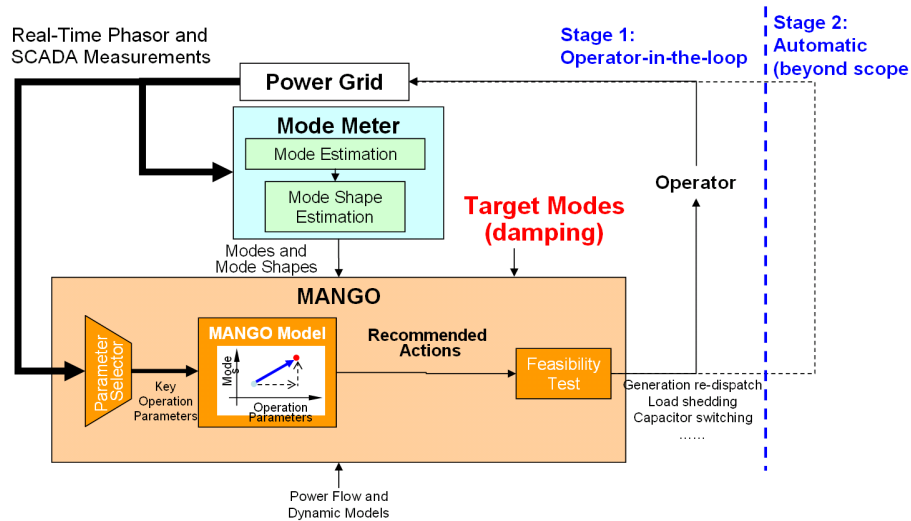 Real-Time Phasor and
SCADA Measurements
Stage 1:
Operator-in-the-loop
Stage 2:
Automatic
(beyond scope
Power Grid
Mode Meter
Mode Estimation
Mode Shape
Estimation
Operator
Target Modes
(damping)
Modes and
Mode Shapes
MANGO
Parameter
Selector
Key
Operation
Parameters
MANGO Model
Mode
s
Operation
Parameters
Recommended
Actions
Feasibility
Test
Generation re-dispatch
Load shedding
Capacitor switching
……
Power Flow and
Dynamic Models